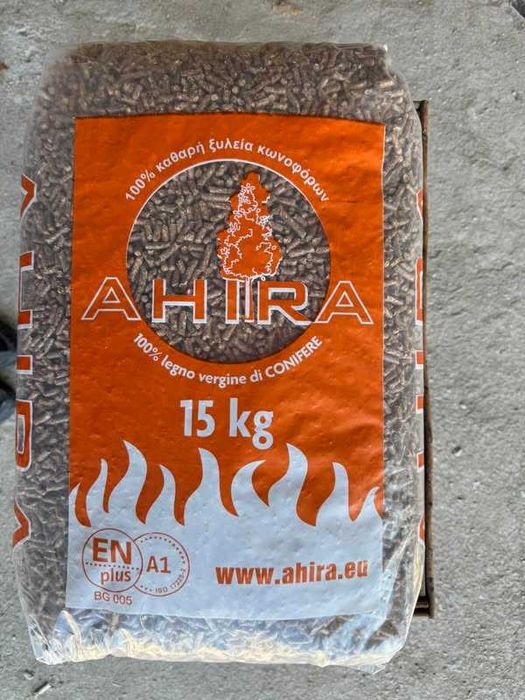 100% καθαρή ξυλεία κωνοφόρων
AHIRA
100% legno vergine di CONIFERE
15 kg
EN
plus
A1
BG 005
www.ahira.eu